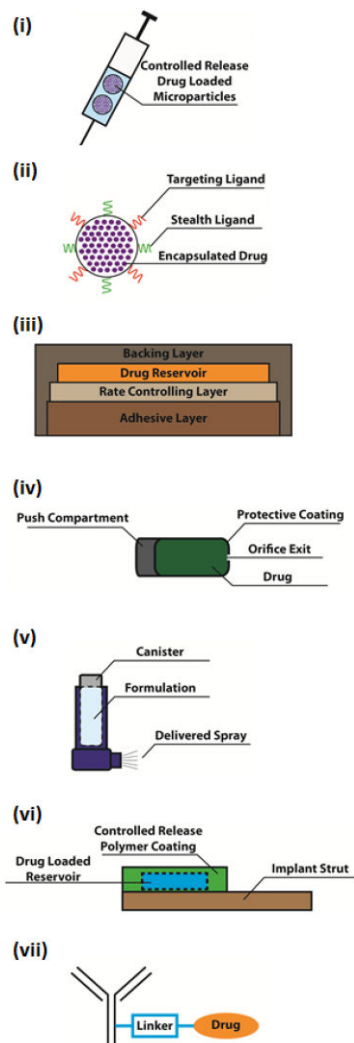 (i)
Controlled Release
Drug Loaded
Microparticles
(ii)
Targeting Ligand
Stealth Ligand
Encapsulated Drug
(iii)
Backing Layer
Drug Reservoir
Rate Controlling Layer
Adhesive Layer
(iv)
Push Compartment
Protective Coating
Orifice Exit
Drug
(v)
Canister
Formulation
Delivered Spray
(vi)
Controlled Release
Polymer Coating
Drug Loaded
Reservoir
Implant Strut
(vii)
Linker
Drug